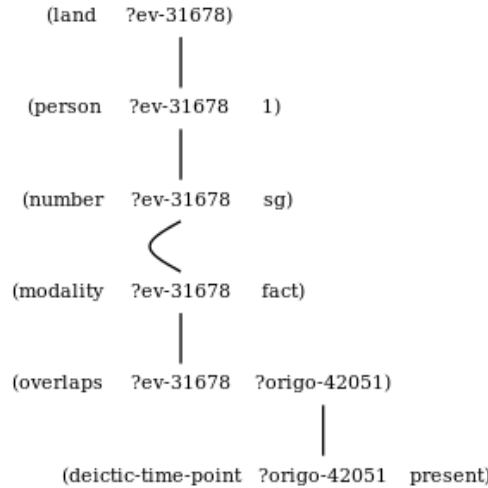 (land ?ev-31678)
(person ?ev-31678 1)
(number ?ev-31678 sg)
(modality ?ev-31678 fact)
(overlaps ?ev-31678 ?origo-42051)
(deictic-time-point ?origo-42051 present)